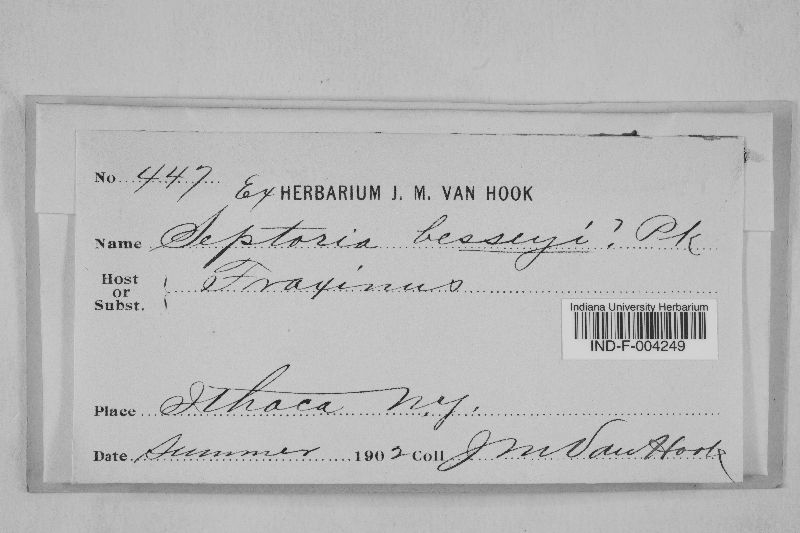 No. 447
Ex HERBARIUM J. M. VAN HOOK
Name Septoria besseyi? Pk
Host or Subst. Fraxinus
Indiana University Herbarium
IND-F-004249
Place Ithaca N.Y.
Date Summer 1902 Coll J M Van Hook